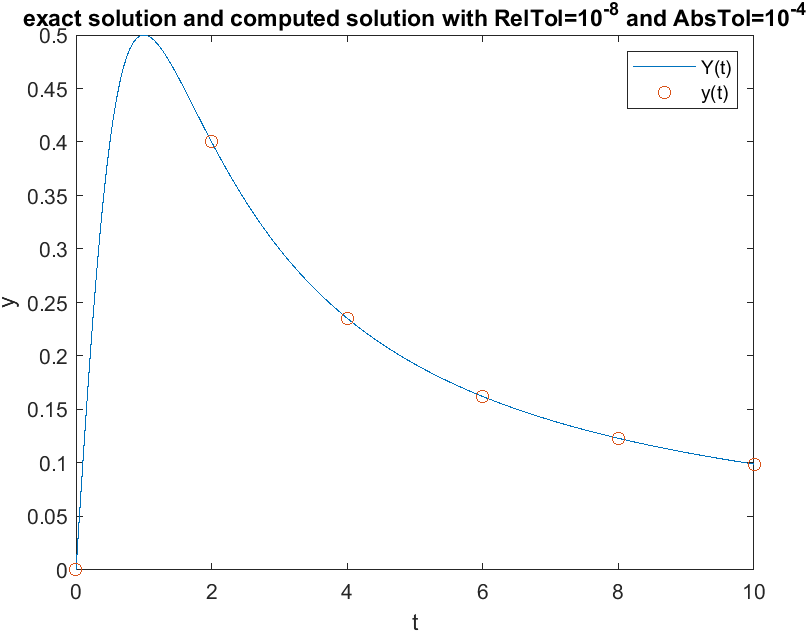 exact solution and computed solution with RelTol=10^-8 and AbsTol=10^-4
Y(t)
y(t)
0.5
0.45
0.4
0.35
0.3
0.25
0.2
0.15
0.1
0.05
0
y
0 2 4 6 8 10
t